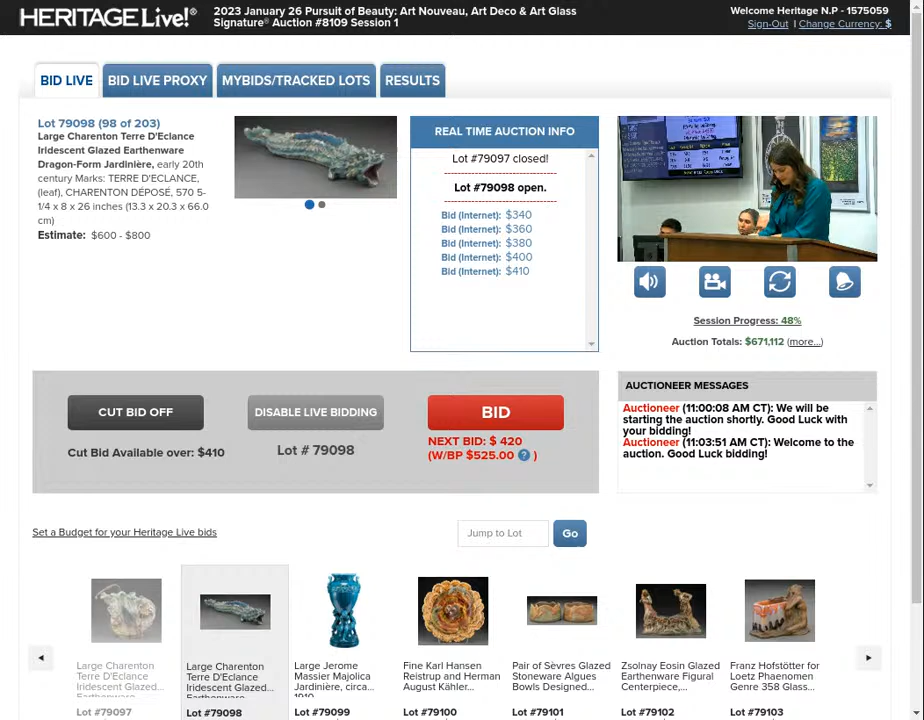 HERITAGE Live!®
2023 January 26 Pursuit of Beauty: Art Nouveau, Art Deco & Art Glass
Signature® Auction #8109 Session 1
Welcome Heritage N.P - 1575059
Sign-Out | Change Currency: $
BID LIVE
BID LIVE PROXY
MYBIDS/TRACKED LOTS
RESULTS
Lot 79098 (98 of 203)
Large Charenton Terre D'Eclance
Iridescent Glazed Earthenware
Dragon-Form Jardinière, early 20th
century Marks: TERRE D'ECLANCE,
(leaf), CHARENTON DÉPOSÉ, 570 5-
1/4 x 8 x 26 inches (13.3 x 20.3 x 66.0
cm)
Estimate: $600 - $800
REAL TIME AUCTION INFO
Lot #79097 closed!
Lot #79098 open.
Bid (Internet): $340
Bid (Internet): $360
Bid (Internet): $380
Bid (Internet): $400
Bid (Internet): $410
Session Progress: 48%
Auction Totals: $671,112 (more...)
CUT BID OFF
Cut Bid Available over: $410
DISABLE LIVE BIDDING
Lot # 79098
BID
NEXT BID: $ 420
(W/BP $525.00 ? )
AUCTIONEER MESSAGES
Auctioneer (11:00:08 AM CT): We will be
starting the auction shortly. Good Luck with
your bidding!
Auctioneer (11:03:51 AM CT): Welcome to the
auction. Good Luck bidding!
Set a Budget for your Heritage Live bids
Jump to Lot
Go
Large Charenton
Terre D'Eclance
Iridescent Glazed...
Lot #79097
Large Charenton
Terre D'Eclance
Iridescent Glazed...
Lot #79098
Large Jerome
Massier Majolica
Jardinière, circa...
Lot #79099
Fine Karl Hansen
Reistrup and Herman
August Kähler...
Lot #79100
Pair of Sèvres Glazed
Stoneware Algues
Bowls Designed...
Lot #79101
Zsolnay Eosin Glazed
Earthenware Figural
Centerpiece,...
Lot #79102
Franz Hofstötter for
Loetz Phaenomen
Genre 358 Glass...
Lot #79103